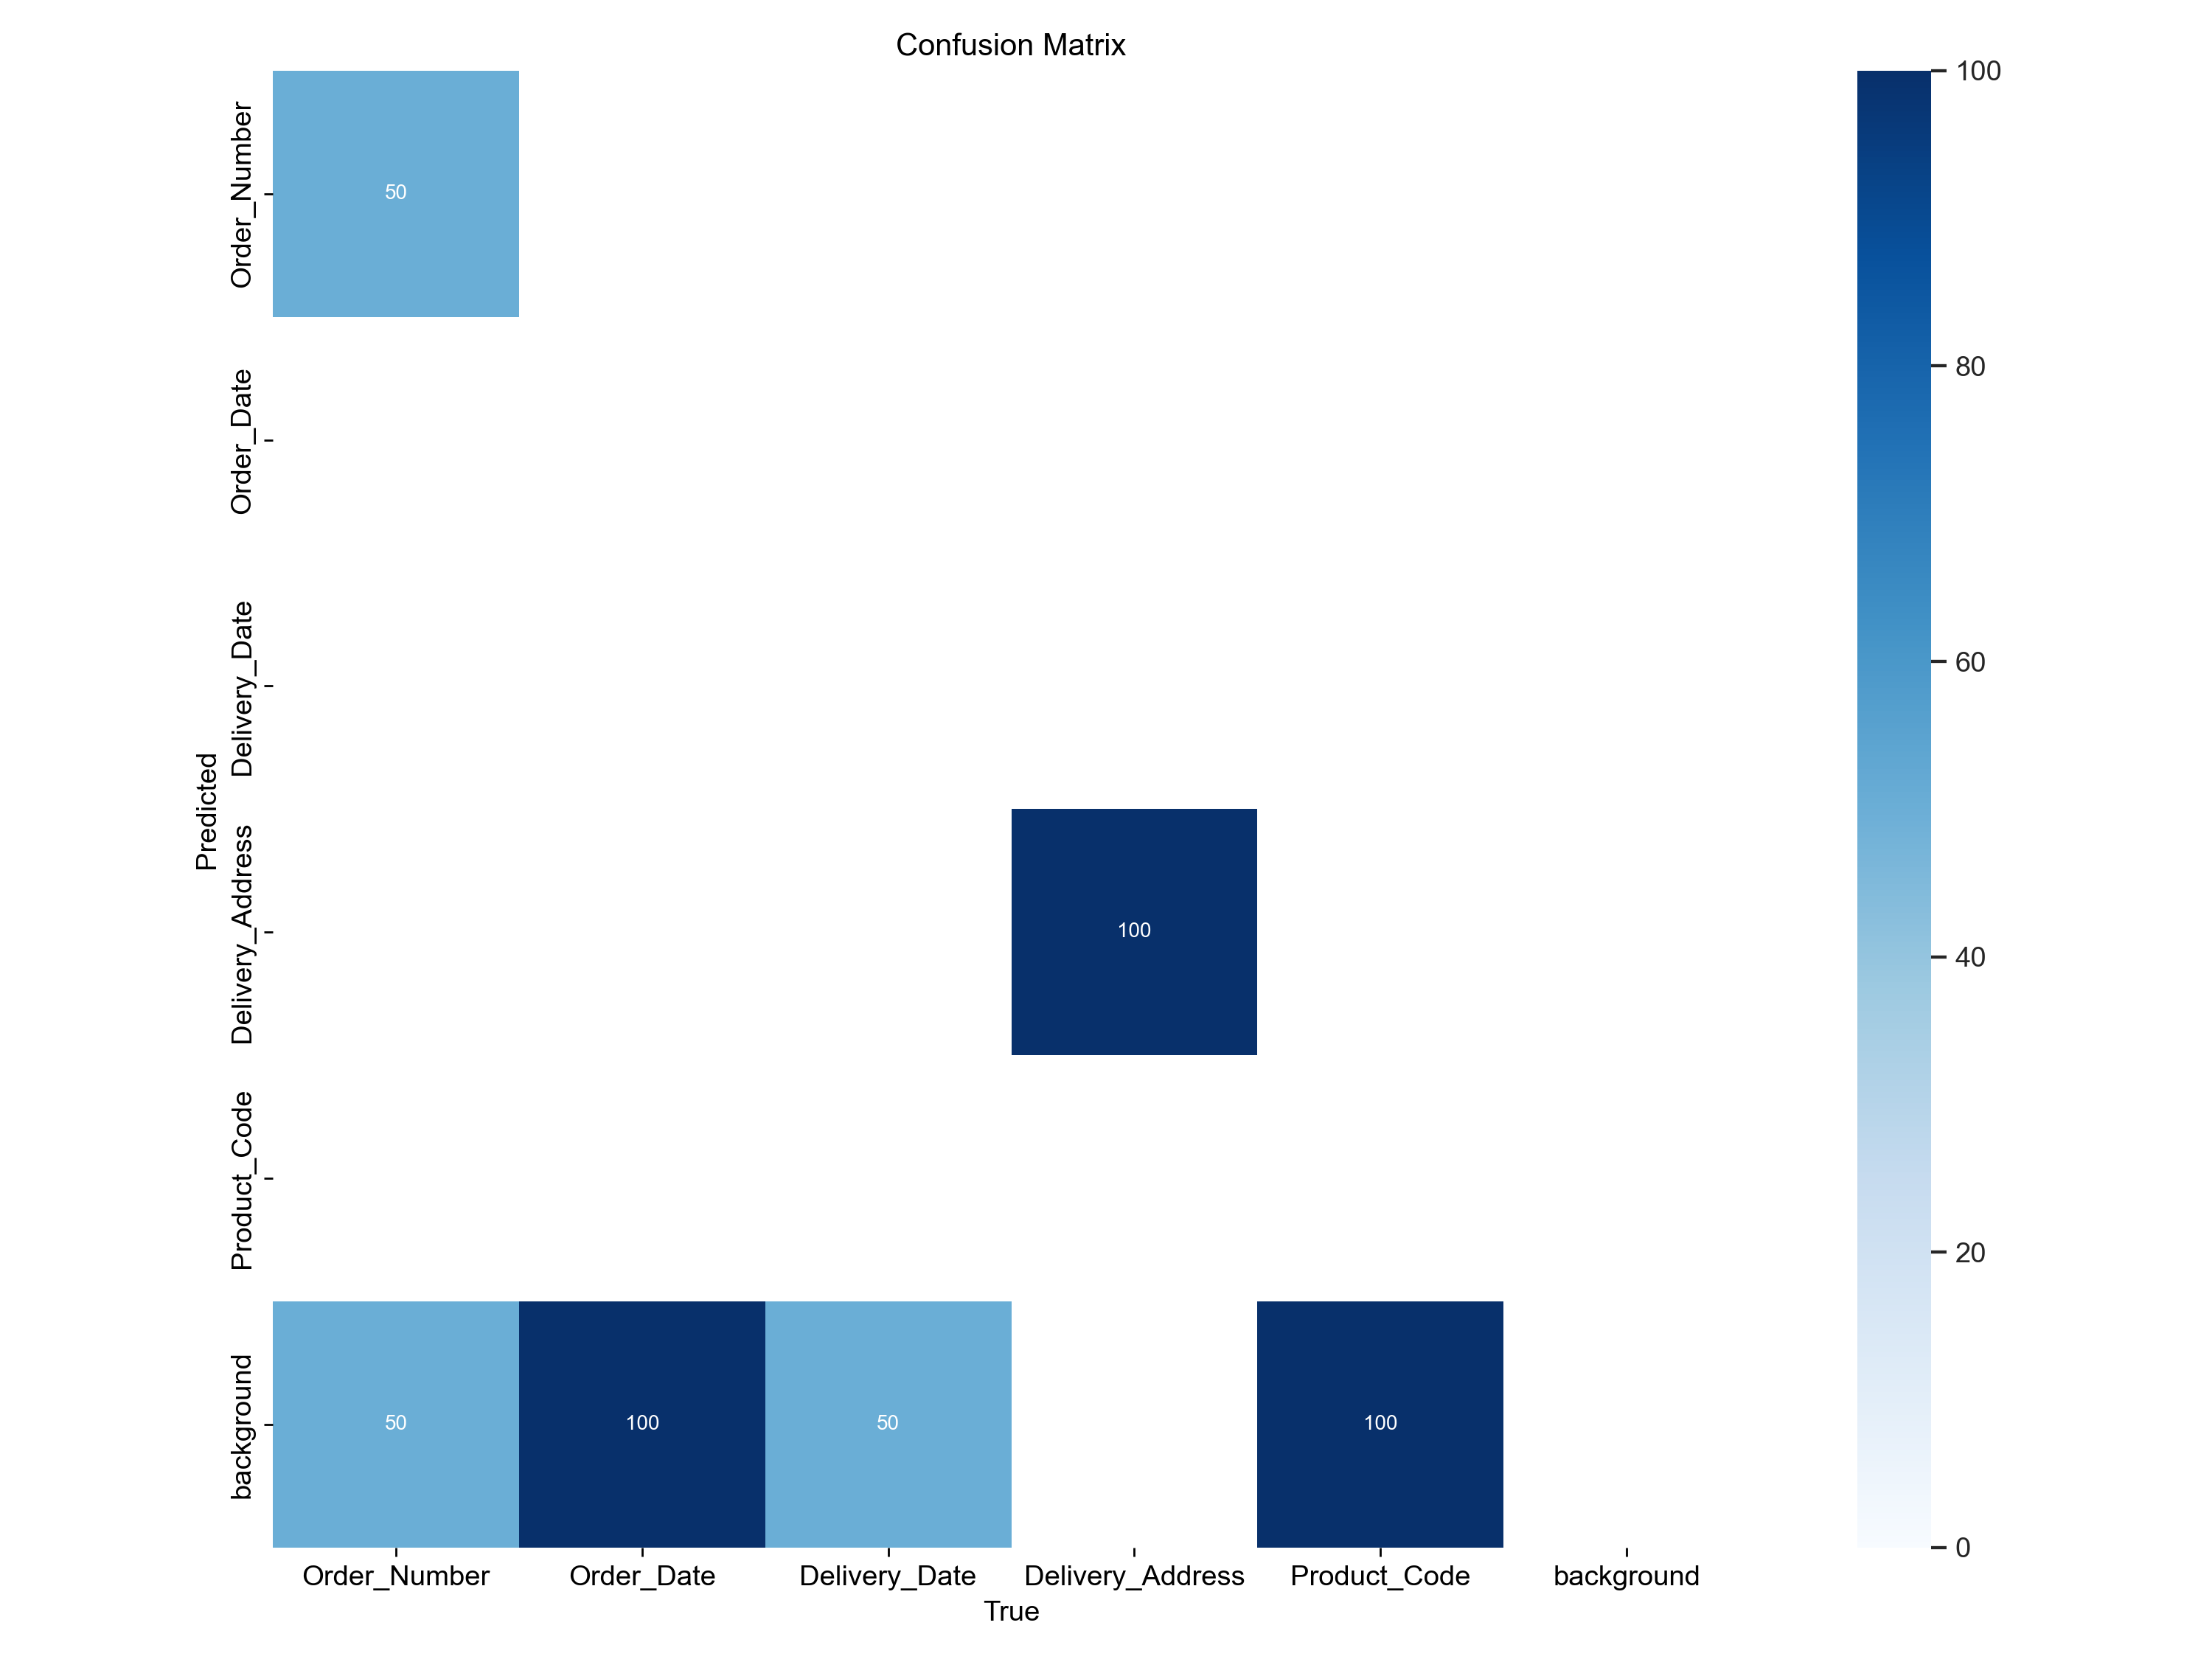 Confusion Matrix
Predicted
Order_Number
Order_Date
Delivery_Date
Delivery_Address
Product_Code
background
50
100
50
100
50
100
Order_Number
Order_Date
Delivery_Date
Delivery_Address
Product_Code
background
True
100
80
60
40
20
0